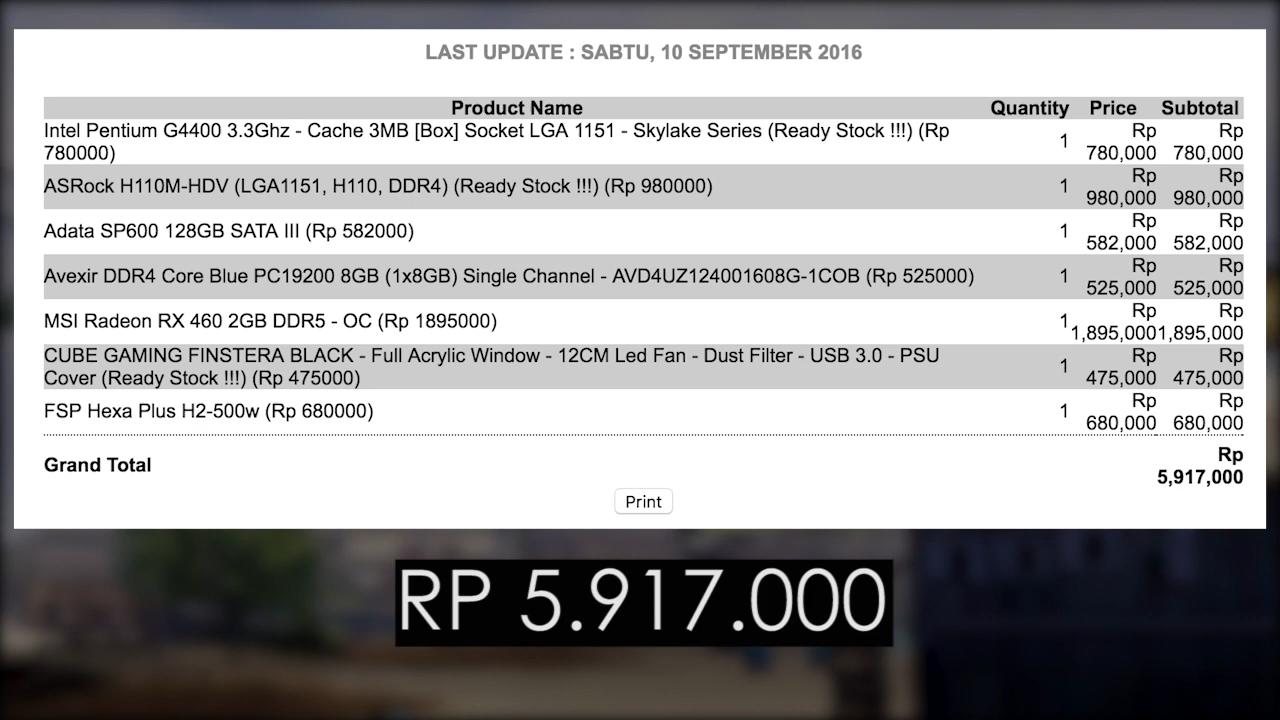 LAST UPDATE : SABTU, 10 SEPTEMBER 2016
Product Name Quantity Price Subtotal
Intel Pentium G4400 3.3Ghz - Cache 3MB [Box] Socket LGA 1151 - Skylake Series (Ready Stock !!!) (Rp 1 Rp Rp
780000) 780,000 780,000
ASRock H110M-HDV (LGA1151, H110, DDR4) (Ready Stock !!!) (Rp 980000) 1 Rp Rp
980,000 980,000
Adata SP600 128GB SATA III (Rp 582000) 1 Rp Rp
582,000 582,000
Avexir DDR4 Core Blue PC19200 8GB (1x8GB) Single Channel - AVD4UZ124001608G-1COB (Rp 525000) 1 Rp Rp
525,000 525,000
MSI Radeon RX 460 2GB DDR5 - OC (Rp 1895000) 1 Rp Rp
1,895,000 1,895,000
CUBE GAMING FINSTERA BLACK - Full Acrylic Window - 12CM Led Fan - Dust Filter - USB 3.0 - PSU 1 Rp Rp
Cover (Ready Stock !!!) (Rp 475000) 475,000 475,000
FSP Hexa Plus H2-500w (Rp 680000) 1 Rp Rp
680,000 680,000
Grand Total Rp
5,917,000
Print
RP 5.917.000